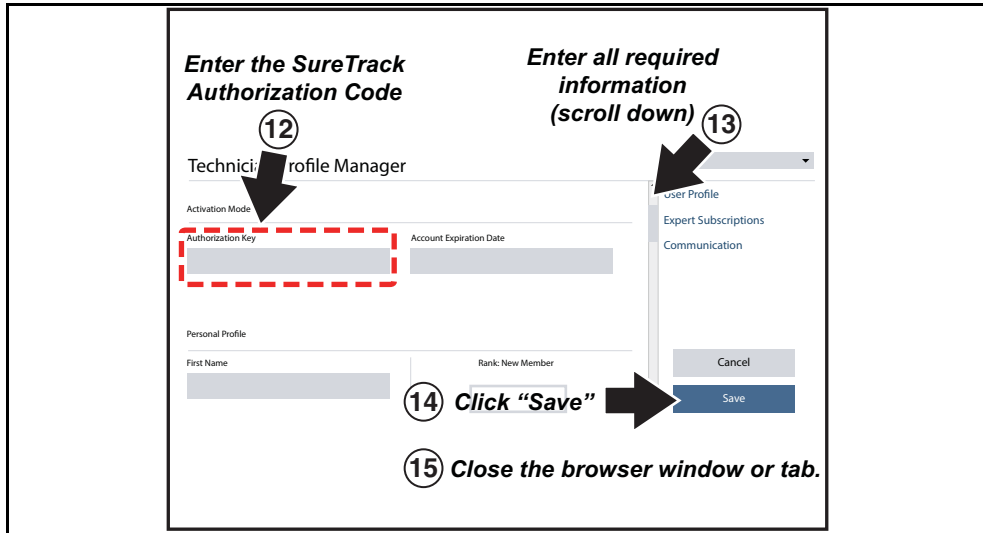 Enter the SureTrack
Authorization Code
12
Enter all required
information
(scroll down)
13
Technicia rofile Manager
Activation Mode
Authorization Key
Account Expiration Date
User Profile
Expert Subscriptions
Communication
Personal Profile
First Name
Rank: New Member
Cancel
Save
14 Click “Save”
15 Close the browser window or tab.